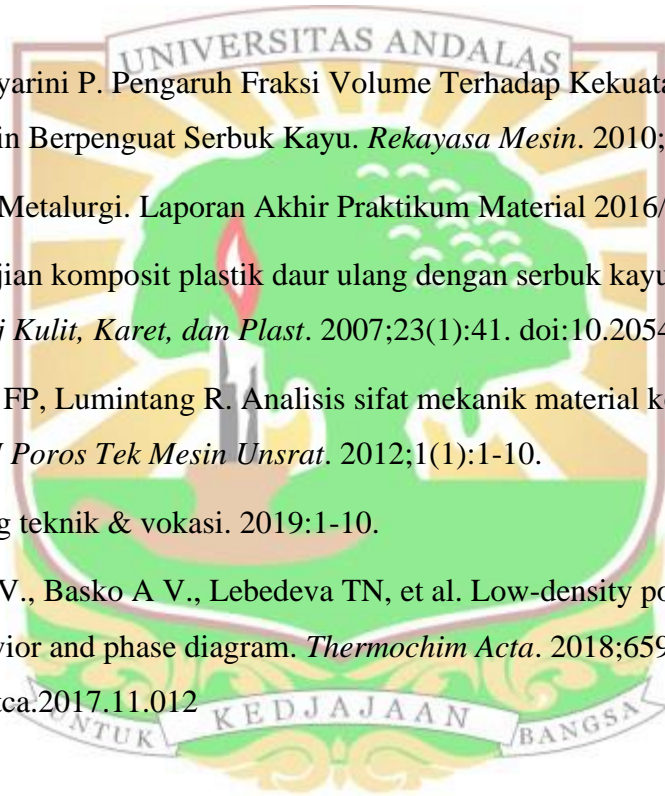 UNIVERSITAS ANDALAS
yarini P. Pengaruh Fraksi Volume Terhadap Kekuata
in Berpenguat Serbuk Kayu. Rekayasa Mesin. 2010;
Metalurgi. Laporan Akhir Praktikum Material 2016/
jian komposit plastik daur ulang dengan serbuk kayu
j Kulit, Karet, dan Plast. 2007;23(1):41. doi:10.2054
FP, Lumintang R. Analisis sifat mekanik material k
Poros Tek Mesin Unsrat. 2012;1(1):1-10.
g teknik & vokasi. 2019:1-10.
V., Basko A V., Lebedeva TN, et al. Low-density po
vior and phase diagram. Thermochim Acta. 2018;659
ca.2017.11.012
UNTUK KEDJAJAAN BANGSA